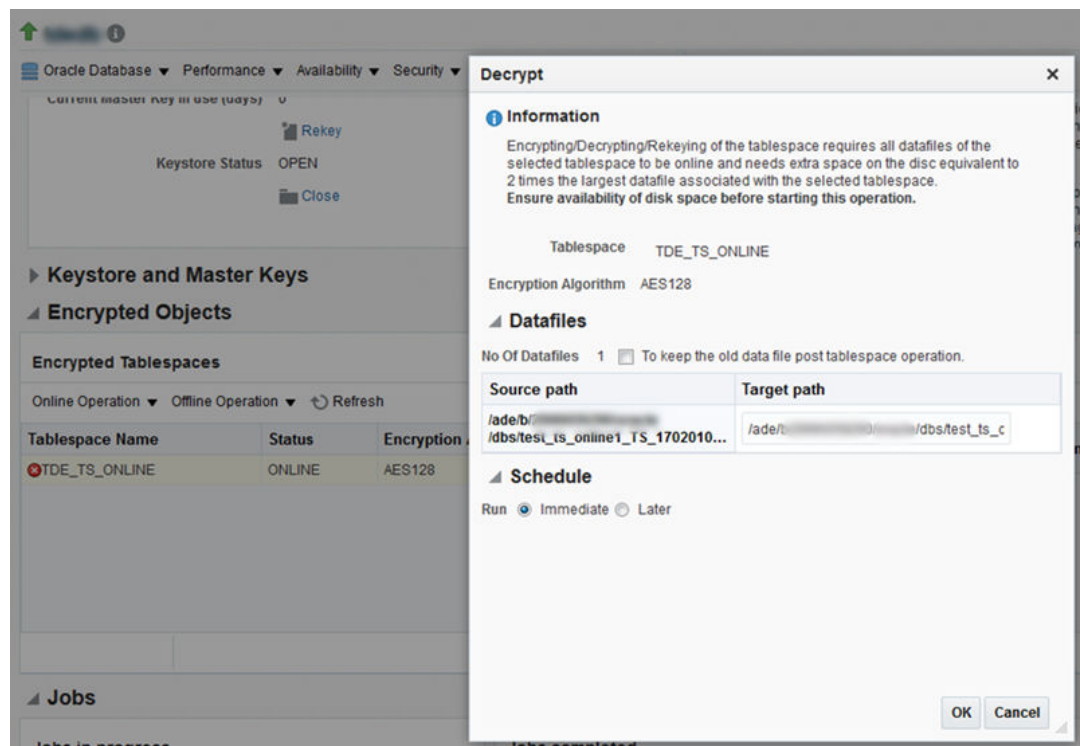 Oracle Database Performance Availability Security
Current Master Key in use (days) 0
Rekey
Keystore Status OPEN
Close
Keystore and Master Keys
Encrypted Objects
Encrypted Tablespaces
Online Operation Offline Operation Refresh
Tablespace Name Status Encryption
TDE_TS_ONLINE ONLINE AES128
Jobs
Jobs in progress
Jobs completed
Decrypt
Information
Encrypting/Decrypting/Rekeying of the tablespace requires all datafiles of the
selected tablespace to be online and needs extra space on the disc equivalent to
2 times the largest datafile associated with the selected tablespace.
Ensure availability of disk space before starting this operation.
Tablespace TDE_TS_ONLINE
Encryption Algorithm AES128
Datafiles
No Of Datafiles 1 To keep the old data file post tablespace operation.
Source path Target path
/ade/b/
/dbs/test_ts_online1_TS_1702010...
/ade/b /dbs/test_ts_c
Schedule
Run Immediate Later
OK Cancel